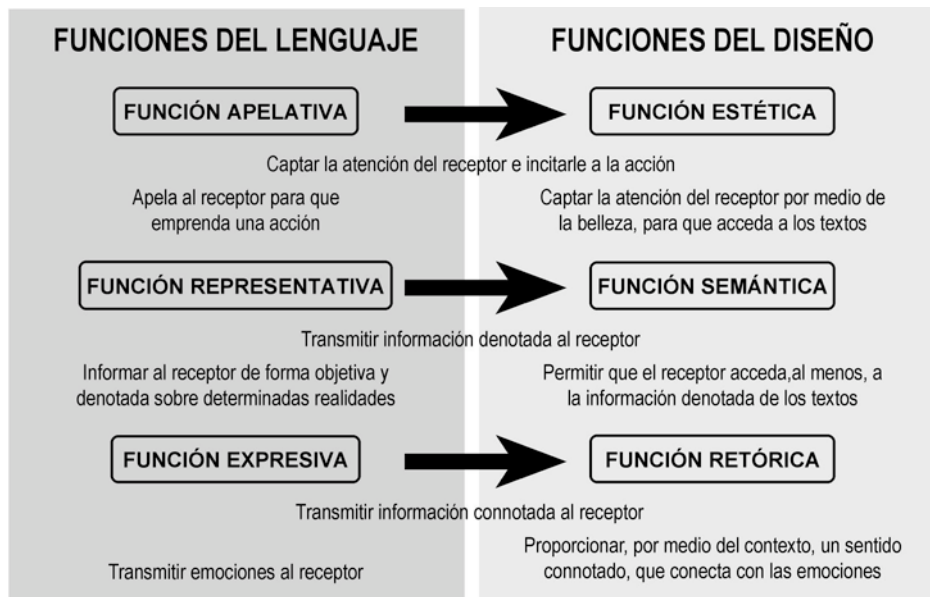 FUNCIONES DEL LENGUAJE
FUNCIONES DEL DISEÑO
FUNCIÓN APELATIVA
FUNCIÓN ESTÉTICA
Captar la atención del receptor e incitarle a la acción
Apela al receptor para que
emprenda una acción
Captar la atención del receptor por medio de
la belleza, para que acceda a los textos
FUNCIÓN REPRESENTATIVA
FUNCIÓN SEMÁNTICA
Transmitir información denotada al receptor
Informar al receptor de forma objetiva y
denotada sobre determinadas realidades
Permitir que el receptor acceda,al menos, a
la información denotada de los textos
FUNCIÓN EXPRESIVA
FUNCIÓN RETÓRICA
Transmitir información connotada al receptor
Transmitir emociones al receptor
Proporcionar, por medio del contexto, un sentido
connotado, que conecta con las emociones